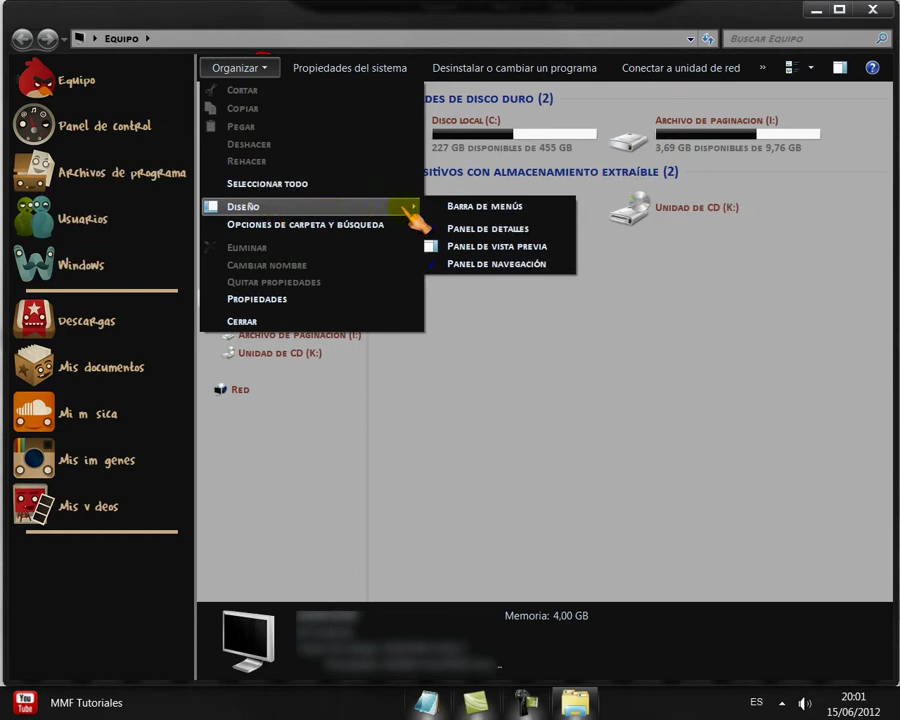 Equipo
Buscar Equipo
Organizar
Propiedades del sistema
Desinstalar o cambiar un programa
Conectar a unidad de red
»
Equipo
Panel de control
Archivos de programa
Usuarios
Windows
Descargas
Mis documentos
Mi m sica
Mis im genes
Mis v deos
Cortar
Copiar
Pegar
Deshacer
Rehacer
Seleccionar todo
Diseño
Opciones de carpeta y búsqueda
Eliminar
Cambiar nombre
Quitar propiedades
Propiedades
Cerrar
Barra de menús
Panel de detalles
Panel de vista previa
Panel de navegación
des de disco duro (2)
Disco local (C:)
227 GB disponibles de 455 GB
Archivo de paginacion (I:)
3,69 GB disponibles de 9,76 GB
sitivos con almacenamiento extraíble (2)
Unidad de CD (K:)
Archivo de paginacion (I:)
Unidad de CD (K:)
Red
Memoria: 4,00 GB
You Tube
MMF Tutoriales
ES
20:01
15/06/2012